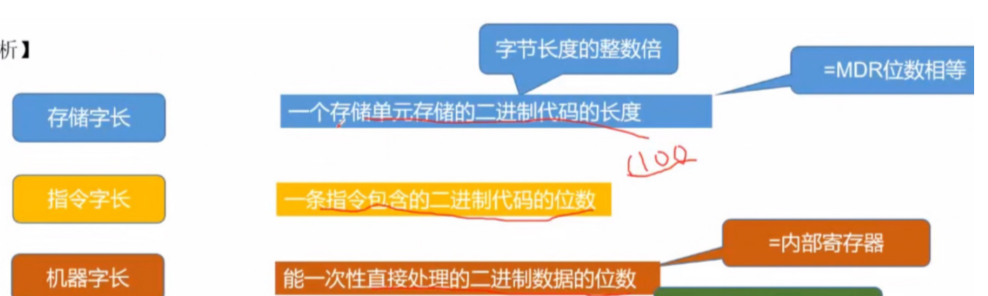 析】
字节长度的整数倍
=MDR位数相等
存储字长
一个存储单元存储的二进制代码的长度
1100
指令字长
一条指令包含的二进制代码的位数
=内部寄存器
机器字长
能一次性直接处理的二进制数据的位数